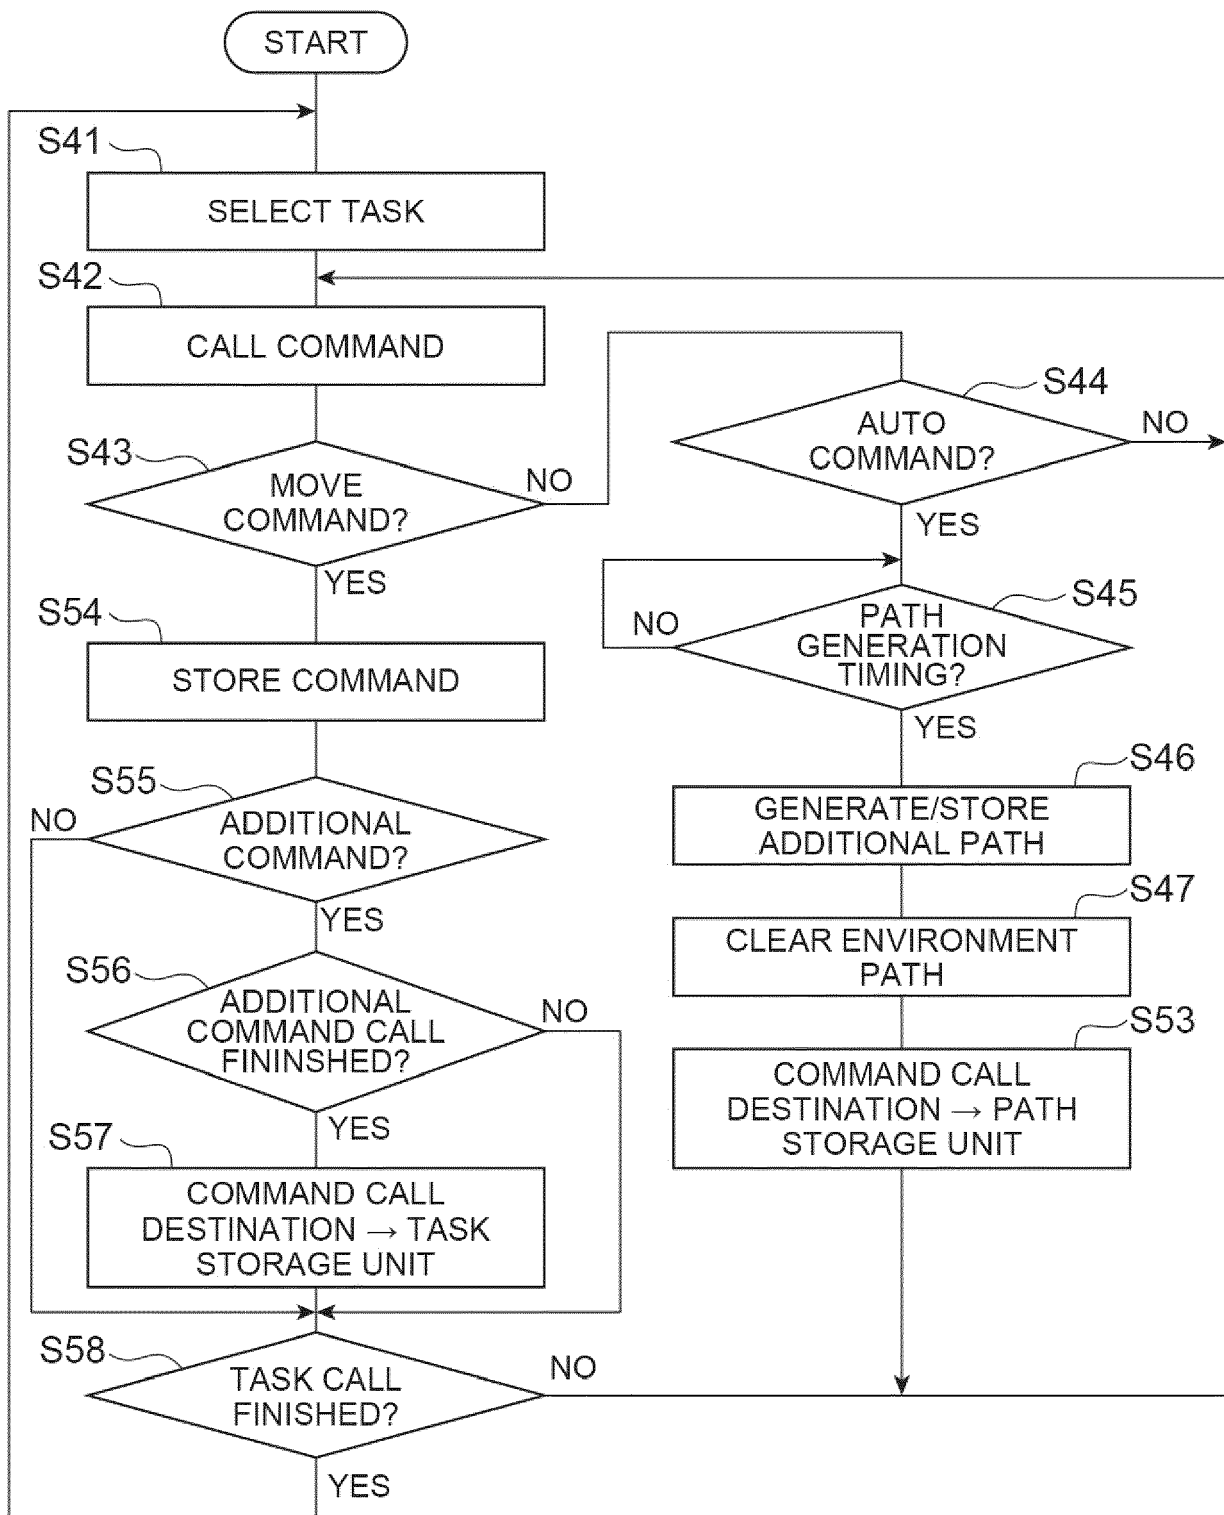 START
S41
SELECT TASK
S42
CALL COMMAND
S43
MOVE
COMMAND?
NO
YES
S44
AUTO
COMMAND?
NO
YES
S45
PATH
GENERATION
TIMING?
NO
YES
S46
GENERATE/STORE
ADDITIONAL PATH
S47
CLEAR ENVIRONMENT
PATH
S53
COMMAND CALL
DESTINATION → PATH
STORAGE UNIT
S54
STORE COMMAND
S55
ADDITIONAL
COMMAND?
NO
YES
S56
ADDITIONAL
COMMAND CALL
FININSHED?
NO
YES
S57
COMMAND CALL
DESTINATION → TASK
STORAGE UNIT
S58
TASK CALL
FINISHED?
NO
YES